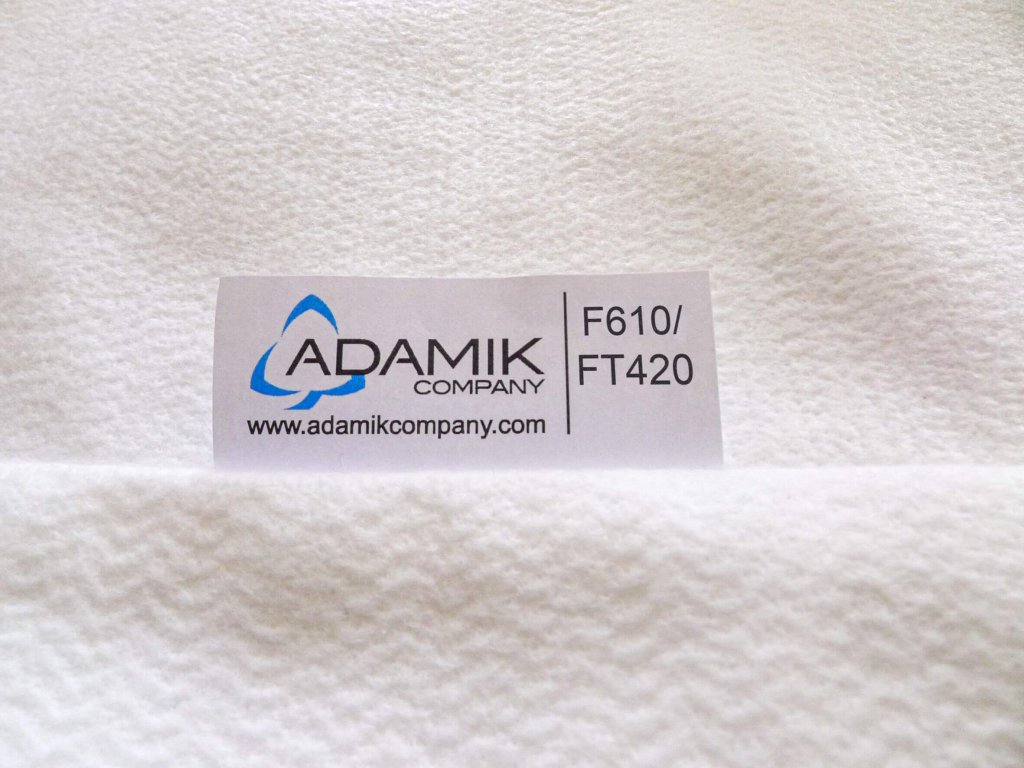 ADAMIK
COMPANY
www.adamikcompany.com
F610/
FT420